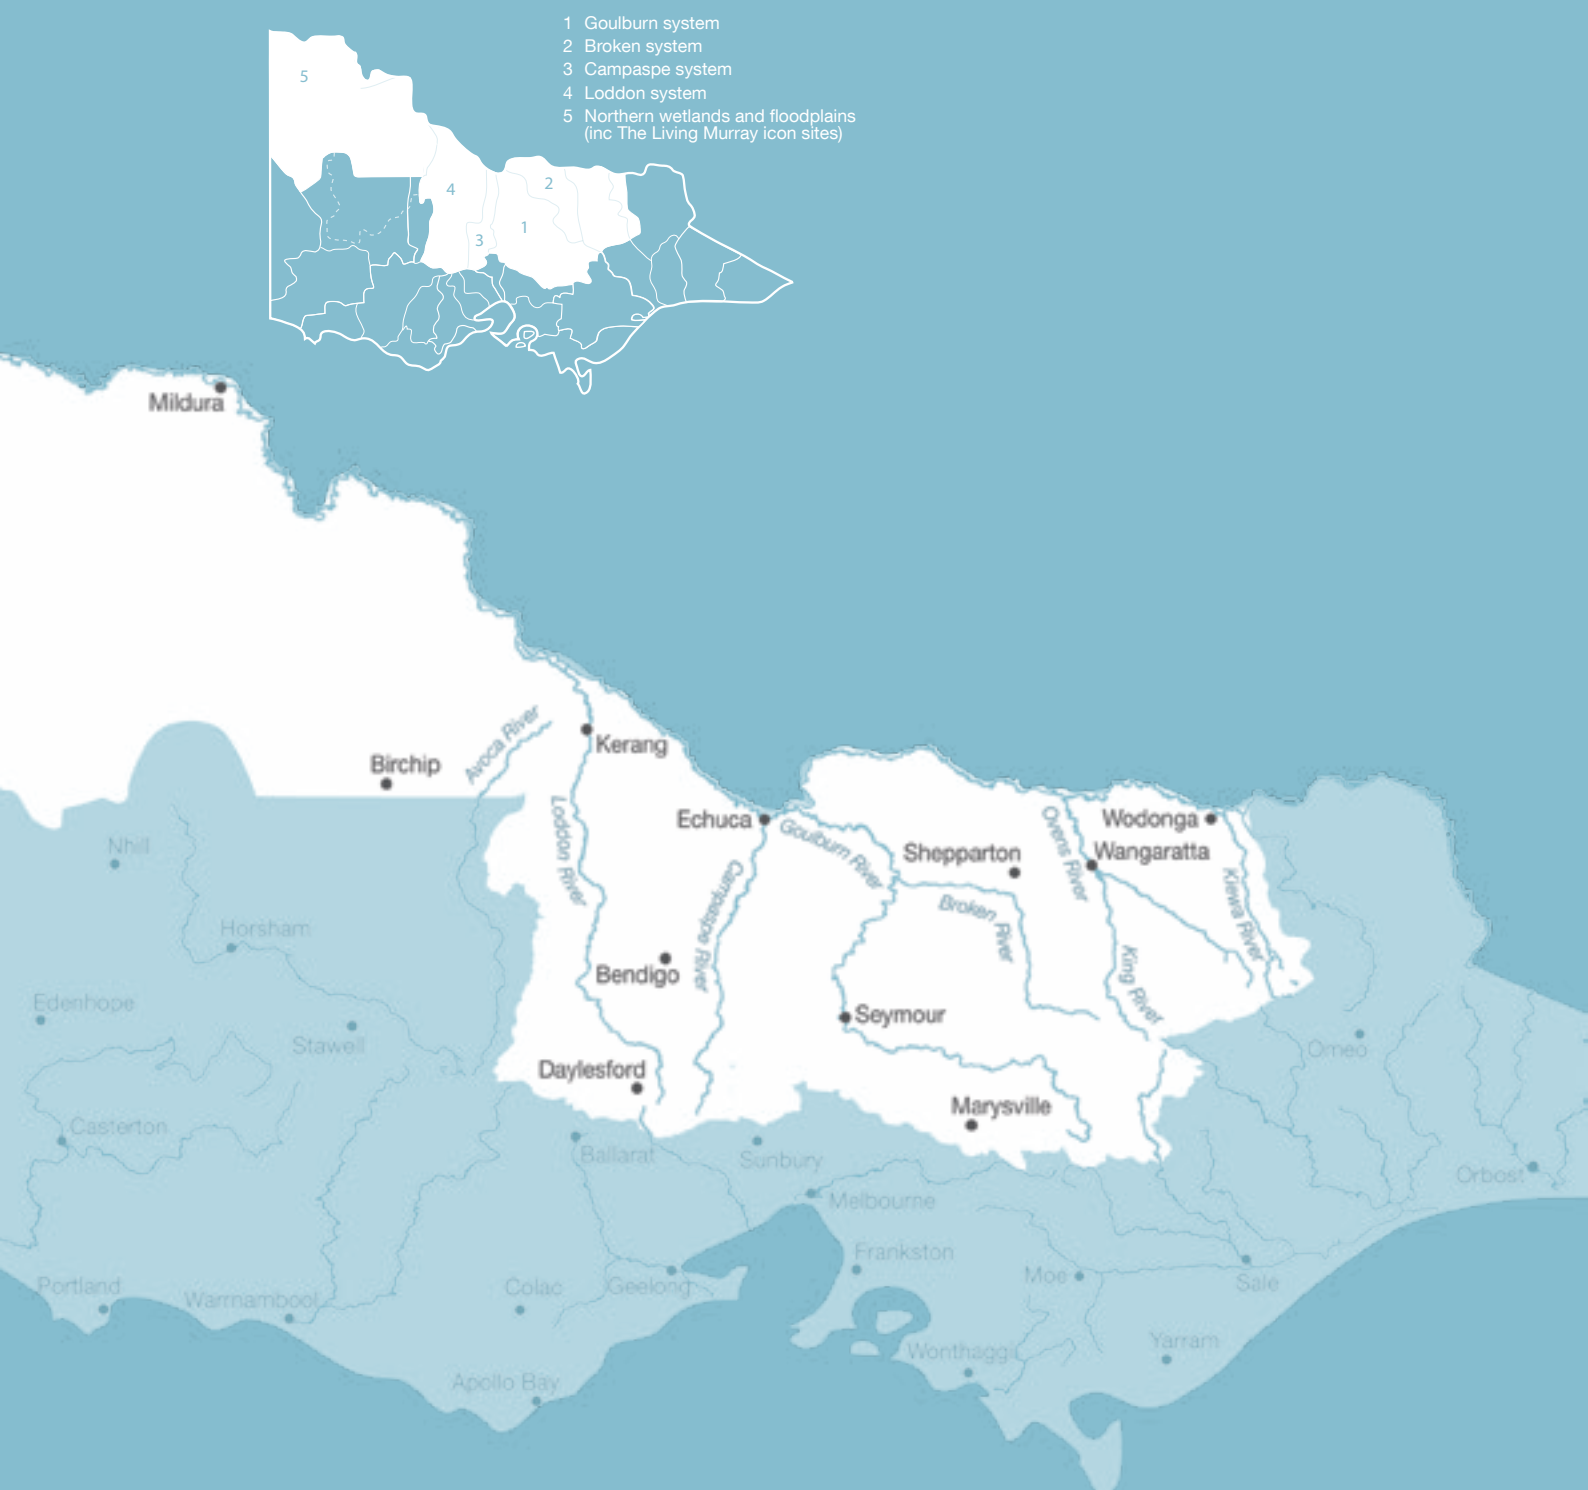 1 Goulburn system
2 Broken system
3 Campaspe system
4 Loddon system
5 Northern wetlands and floodplains
(inc The Living Murray icon sites)
5
4
2
1
3
Mildura
Avoca River
Kerang
Birchip
Loddon River
Echuca
Goulburn River
Ovens River
Wodonga
Shepparton
Wangaratta
Nhill
Campaspe River
Broken River
Kiewa River
Horsham
Bendigo
King River
Edenhope
Seymour
Stawell
Omeo
Daylesford
Marysville
Casterton
Ballarat
Sunbury
Orbost
Melbourne
Frankston
Moe
Sale
Portland
Warrnambool
Colac
Geelong
Yarram
Wonthaggi
Apollo Bay